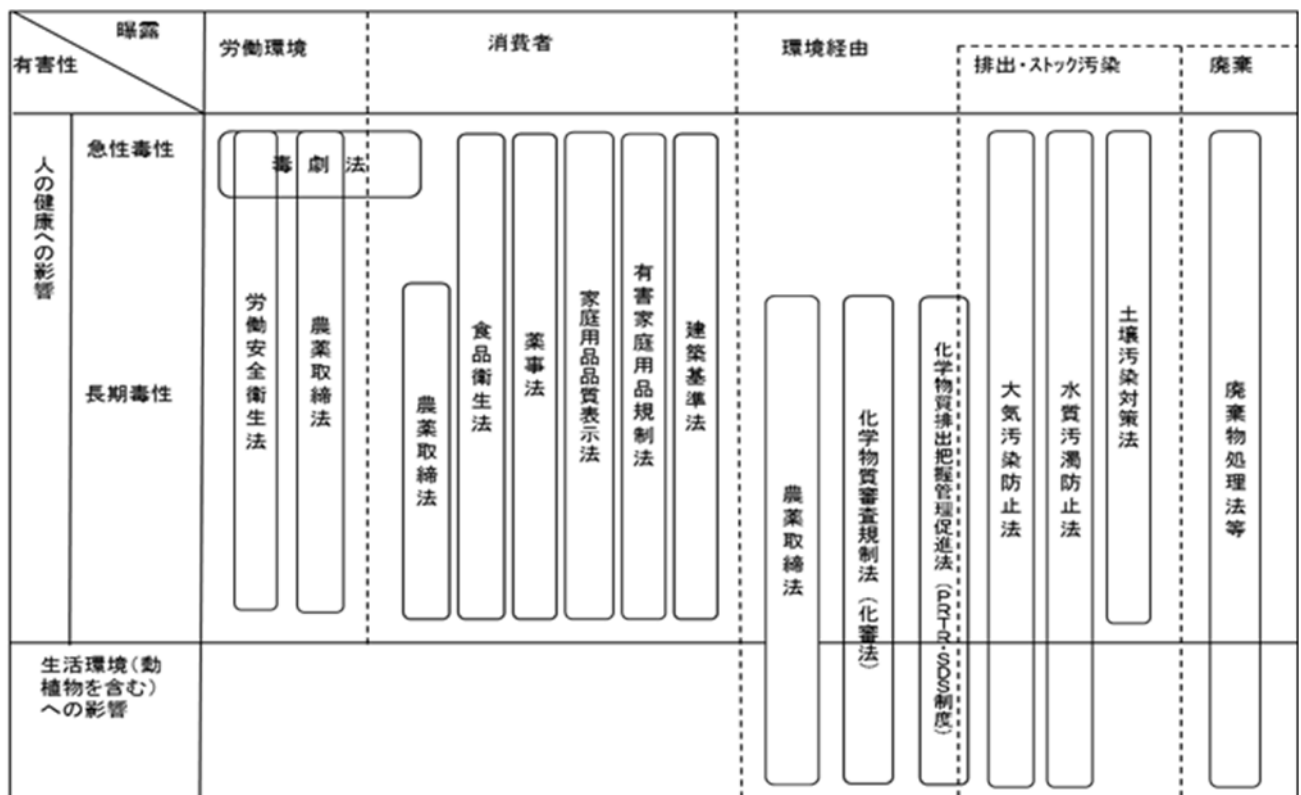 曝露
有害性
労働環境
消費者
環境経由
排出・ストック汚染
廃棄
人の健康への影響
急性毒性
長期毒性
毒劇法
労働安全衛生法
農薬取締法
農薬取締法
食品衛生法
薬事法
家庭用品品質表示法
有害家庭用品規制法
建築基準法
農薬取締法
化学物質審査規制法（化審法）
化学物質排出把握管理促進法（PRTR・SDS制度）
大気汚染防止法
水質汚濁防止法
土壌汚染対策法
廃棄物処理法等
生活環境（動
植物を含む）
への影響